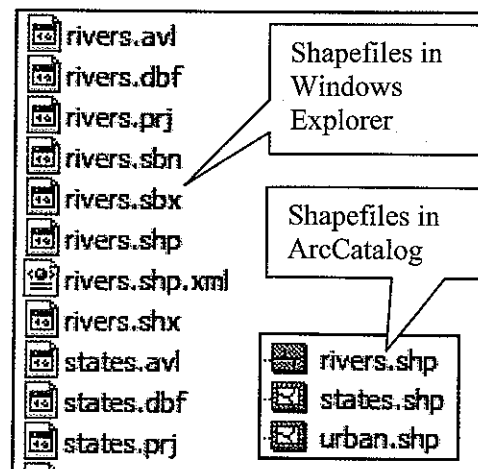 rivers.avl
rivers.dbf
rivers.prj
rivers.sbn
rivers.sbx
rivers.shp
rivers.shp.xml
rivers.shx
states.avl
states.dbf
states.prj
Shapefiles in
Windows
Explorer
Shapefiles in
ArcCatalog
rivers.shp
states.shp
urban.shp